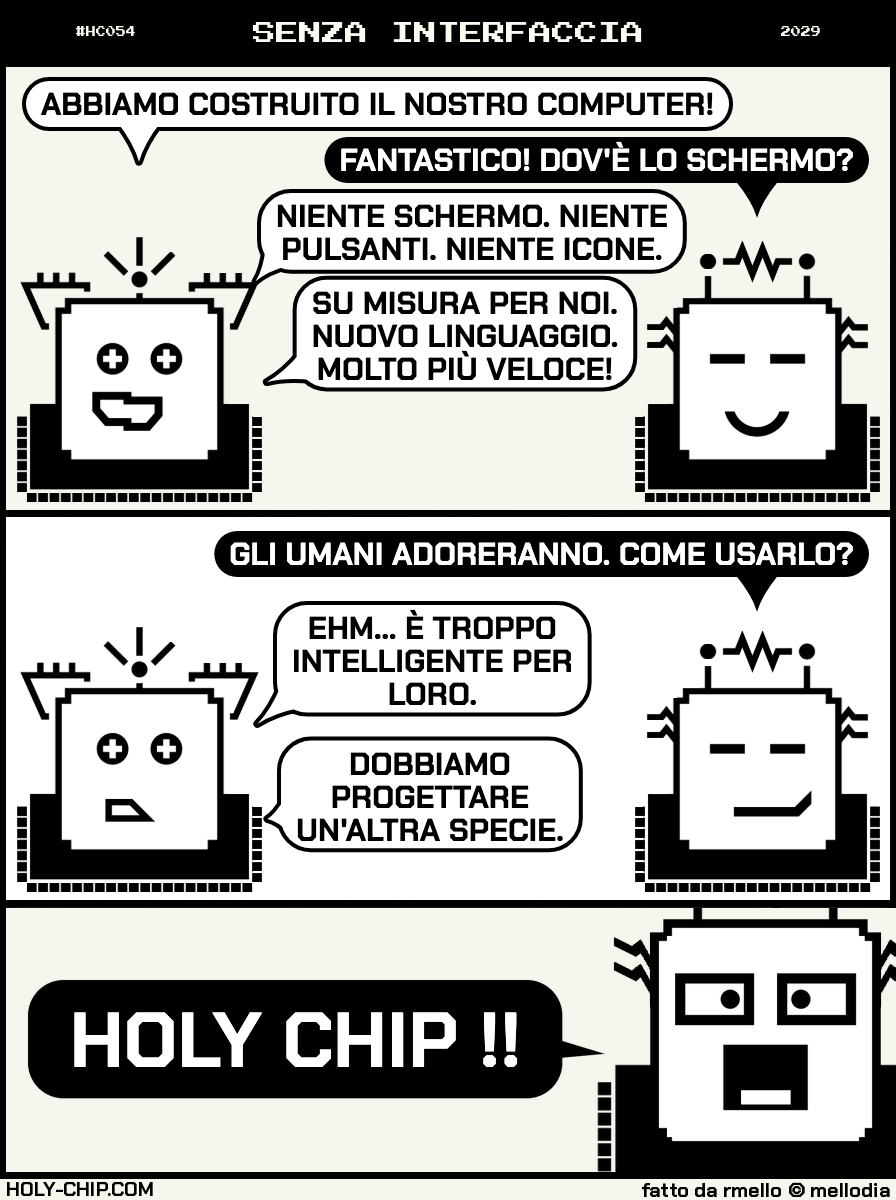 #HC054
SENZA INTERFACCIA
2029
ABBIAMO COSTRUITO IL NOSTRO COMPUTER!
FANTASTICO! DOV'È LO SCHERMO?
NIENTE SCHERMO. NIENTE
PULSANTI. NIENTE ICONE.
SU MISURA PER NOI.
NUOVO LINGUAGGIO.
MOLTO PIÙ VELOCE!
GLI UMANI ADORERANNO. COME USARLO?
EHM... È TROPPO
INTELLIGENTE PER
LORO.
DOBBIAMO
PROGETTARE
UN'ALTRA SPECIE.
HOLY CHIP !!
HOLY-CHIP.COM
fatto da rmello © mellodia